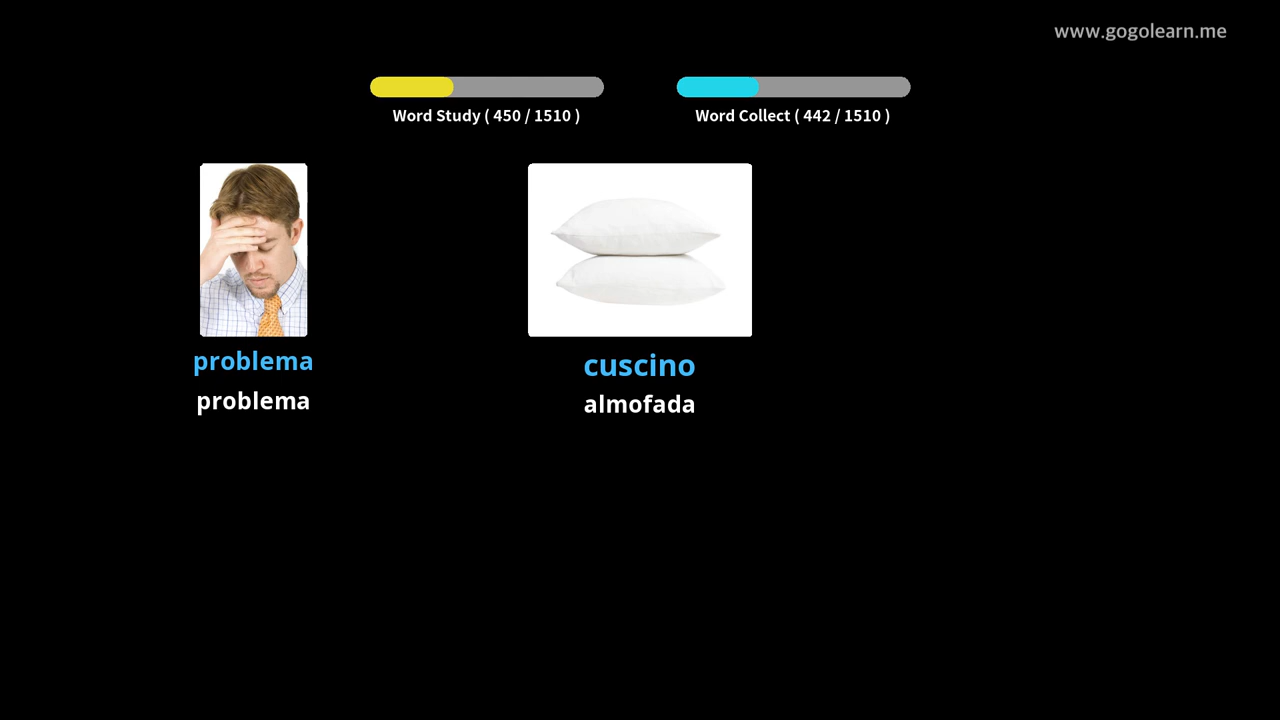 www.gogolearn.me
Word Study ( 450 / 1510 )
Word Collect ( 442 / 1510 )
problema
problema
cuscino
almofada